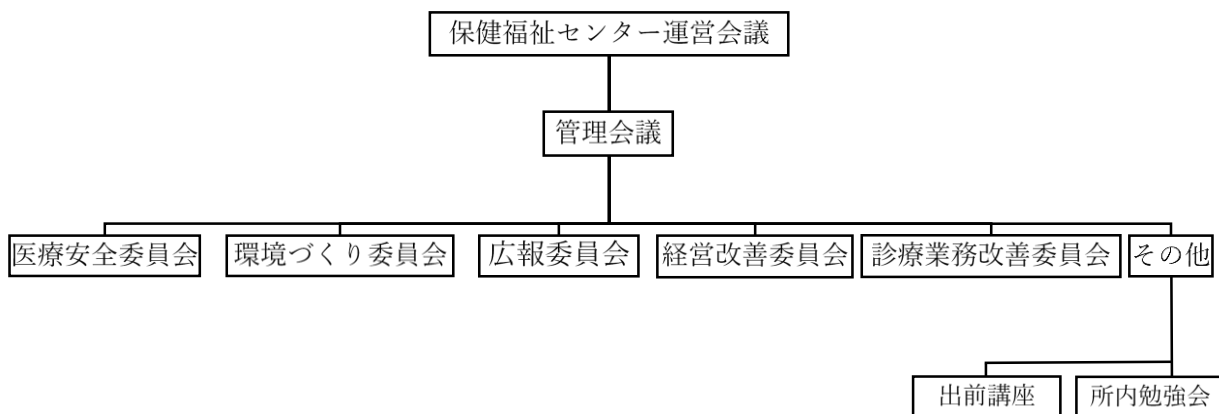 保健福祉センター運営会議
管理会議
医療安全委員会
環境づくり委員会
広報委員会
経営改善委員会
診療業務改善委員会
その他
出前講座
所内勉強会